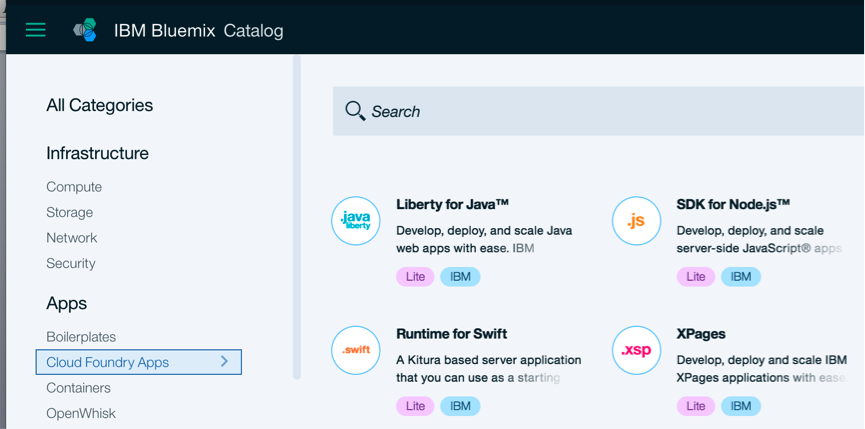 IBM Bluemix Catalog
All Categories
Infrastructure
Compute
Storage
Network
Security
Apps
Boilerplates
Cloud Foundry Apps
Containers
OpenWhisk
Search
.java
liberty
Liberty for Java™
Develop, deploy, and scale Java
web apps with ease. IBM
Lite IBM
.js
SDK for Node.js™
Develop, deploy, and scale
server-side JavaScript® apps
Lite IBM
.swift
Runtime for Swift
A Kitura based server application
that you can use as a starting
Lite IBM
.xsp
XPages
Develop, deploy and scale IBM
XPages applications with ease.
Lite IBM